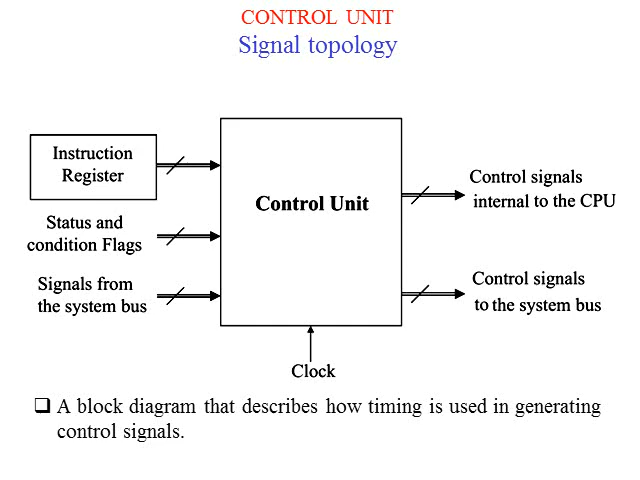 CONTROL UNIT
Signal topology
Instruction
Register
Status and
condition Flags
Signals from
the system bus
Control Unit
Control signals
internal to the CPU
Control signals
to the system bus
Clock
❑ A block diagram that describes how timing is used in generating
control signals.